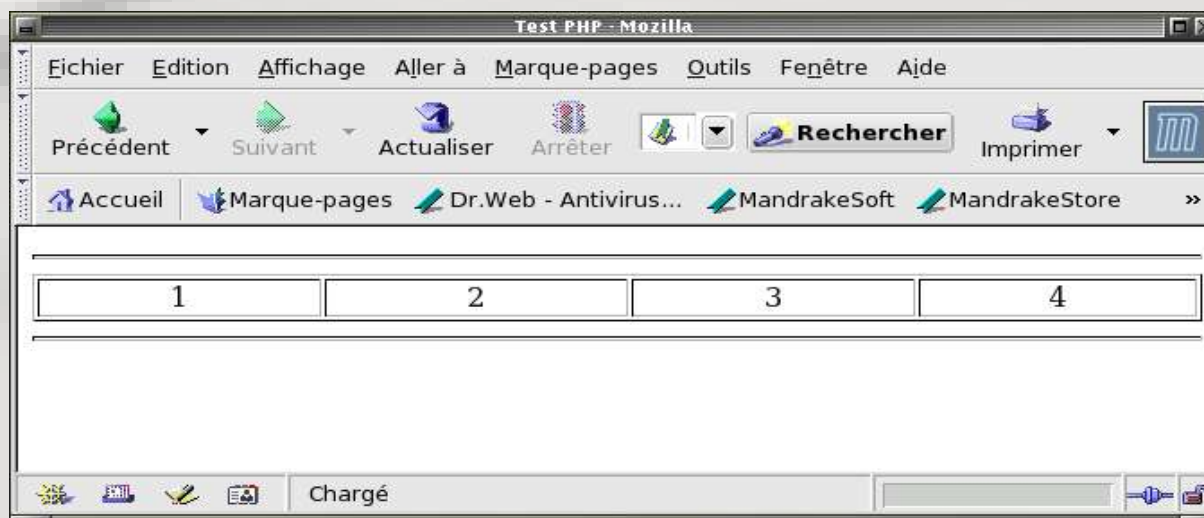 Test PHP - Mozilla
Fichier Edition Affichage Aller à Marque-pages Outils Fenêtre Aide
Précédent Suivant Actualiser Arrêter Rechercher Imprimer
Accueil Marque-pages Dr.Web - Antivirus... MandrakeSoft MandrakeStore »
1 2 3 4
Chargé